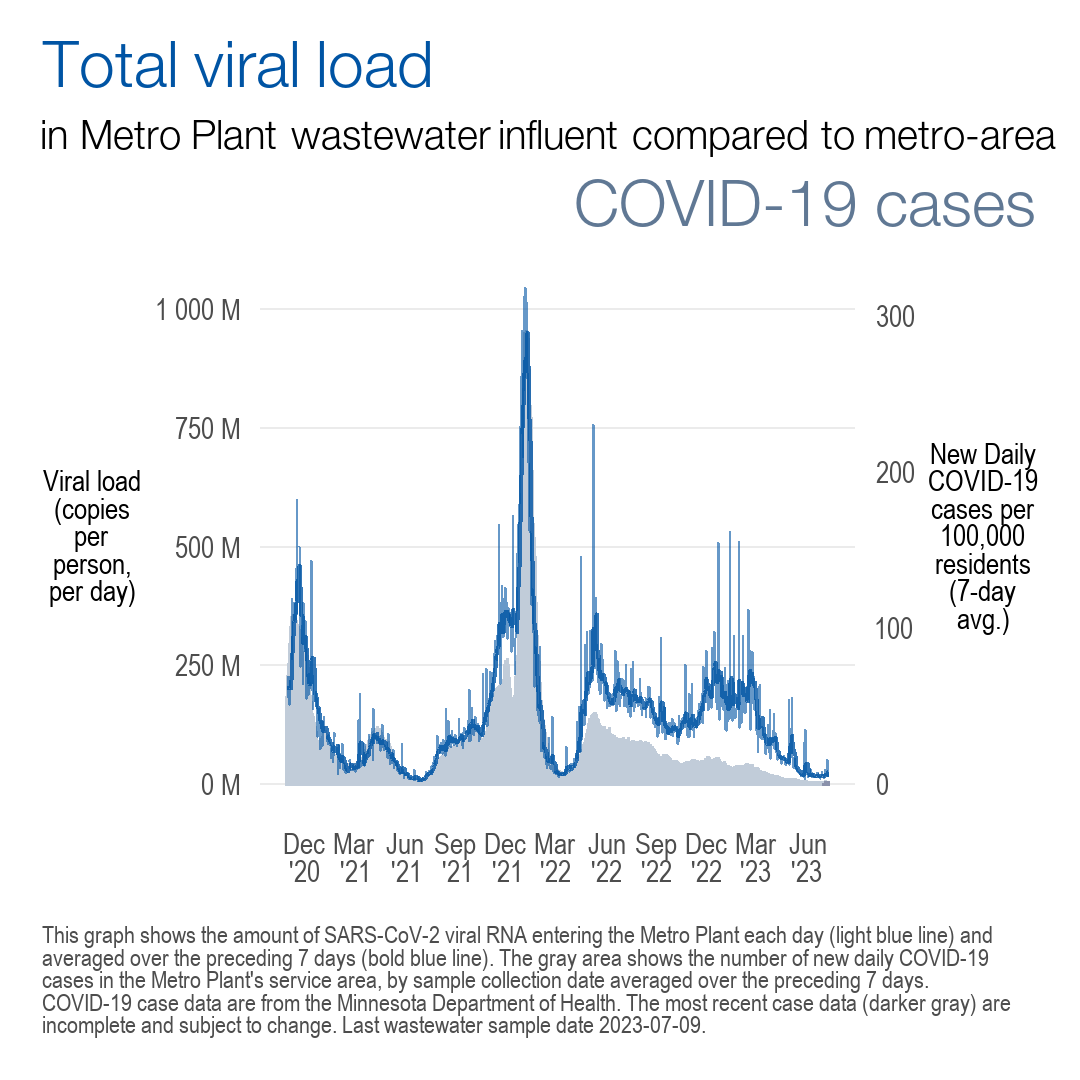 Total viral load
in Metro Plant wastewater influent compared to metro-area
COVID-19 cases
1 000 M
750 M
500 M
250 M
0 M
Viral load
(copies
per
person,
per day)
300
200
100
0
New Daily
COVID-19
cases per
100,000
residents
(7-day
avg.)
Dec Mar Jun Sep Dec Mar Jun Sep Dec Mar Jun
'20 '21 '21 '21 '21 '22 '22 '22 '22 '23 '23
This graph shows the amount of SARS-CoV-2 viral RNA entering the Metro Plant each day (light blue line) and
averaged over the preceding 7 days (bold blue line). The gray area shows the number of new daily COVID-19
cases in the Metro Plant's service area, by sample collection date averaged over the preceding 7 days.
COVID-19 case data are from the Minnesota Department of Health. The most recent case data (darker gray) are
incomplete and subject to change. Last wastewater sample date 2023-07-09.